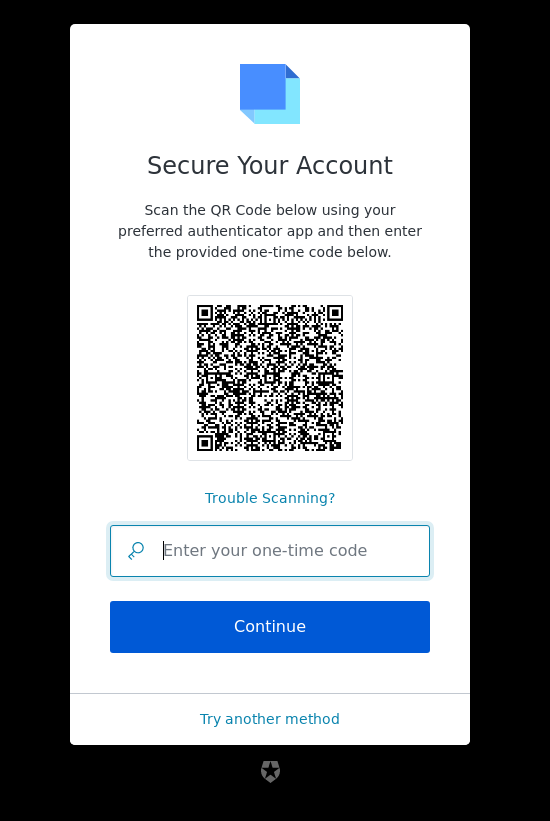 Secure Your Account
Scan the QR Code below using your
preferred authenticator app and then enter
the provided one-time code below.
Trouble Scanning?
Enter your one-time code
Continue
Try another method